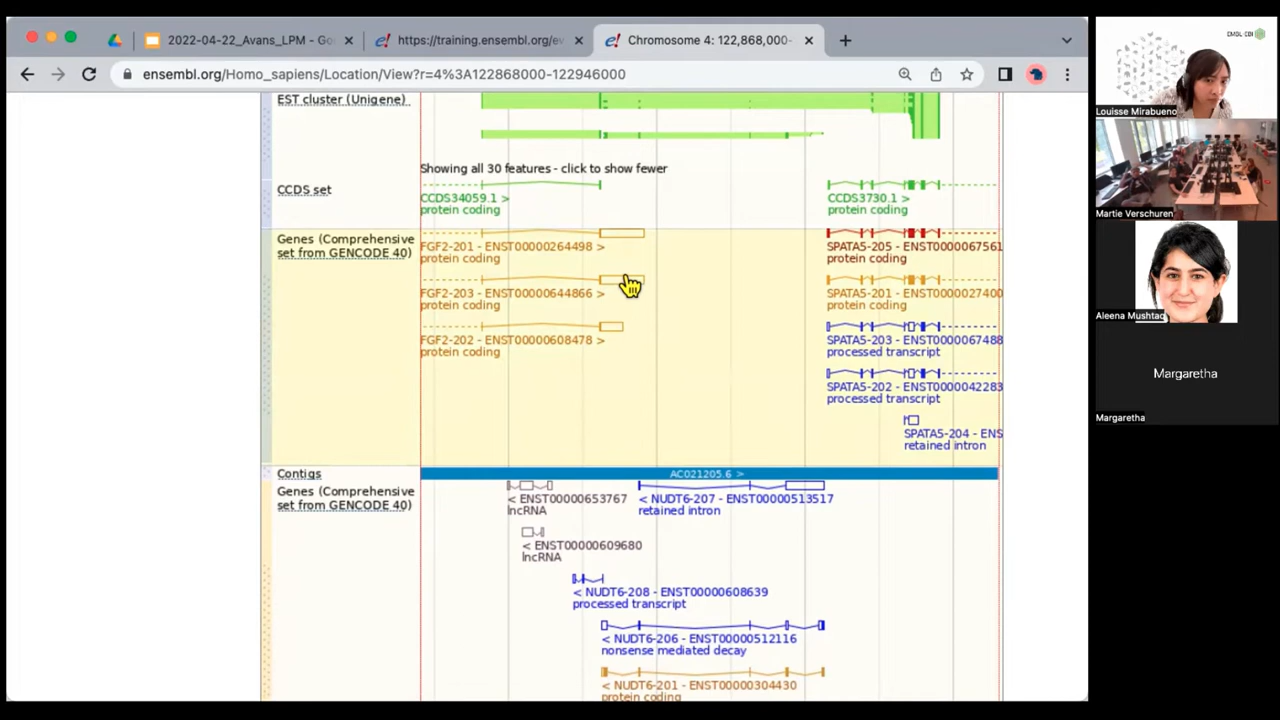 2022-04-22_Avans_LPM - Go
https://training.ensembl.org/ev
Chromosome 4: 122,868,000-
ensembl.org/Homo_sapiens/Location/View?r=4%3A122868000-122946000
EST cluster (Unigene)
Showing all 30 features - click to show fewer
CCDS set
CCDS34059.1 >
protein coding
CCDS3730.1 >
protein coding
Genes (Comprehensive
set from GENCODE 40)
FGF2-201 - ENST00000264498 >
protein coding
SPATA5-205 - ENST0000067561
protein coding
FGF2-203 - ENST00000644866 >
protein coding
SPATA5-201 - ENST0000027400
protein coding
FGF2-202 - ENST00000608478 >
protein coding
SPATA5-203 - ENST0000067488
processed transcript
SPATA5-202 - ENST0000042283
processed transcript
SPATA5-204 - ENS
retained intron
Contigs
AC021205.6 >
Genes (Comprehensive
set from GENCODE 40)
< ENST00000653767
lncRNA
< NUDT6-207 - ENST00000513517
retained intron
< ENST00000609680
lncRNA
< NUDT6-208 - ENST00000608639
processed transcript
< NUDT6-206 - ENST00000512116
nonsense mediated decay
< NUDT6-201 - ENST00000304430
protein coding
EMBL-EBI
Louisse Mirabueno
Martie Verschuren
Aleena Mushtaq
Margaretha
Margaretha